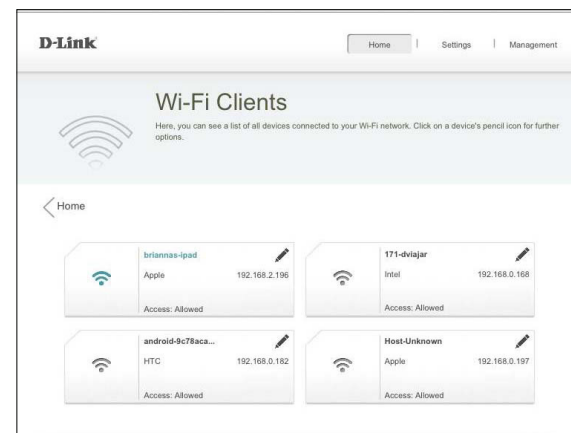 D-Link
Home | Settings | Management
Wi-Fi Clients
Here, you can see a list of all devices connected to your Wi-Fi network. Click on a device's pencil icon for further
options.
Home
briannas-ipad
Apple 192.168.2.196
Access: Allowed
171-dviajar
Intel 192.168.0.168
Access: Allowed
android-9c78aca...
HTC 192.168.0.182
Access: Allowed
Host-Unknown
Apple 192.168.0.197
Access: Allowed